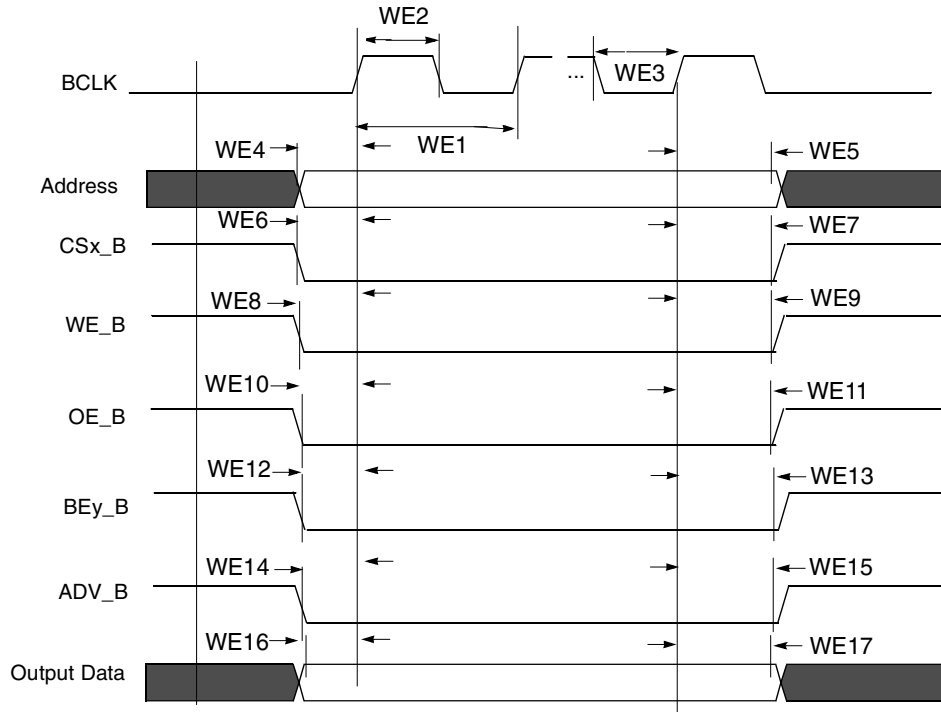 WE2
BCLK
...
WE3
WE1
WE4
WE5
Address
WE6
WE7
CSx_B
WE8
WE9
WE_B
WE10
WE11
OE_B
WE12
WE13
BEy_B
WE14
WE15
ADV_B
WE16
WE17
Output Data